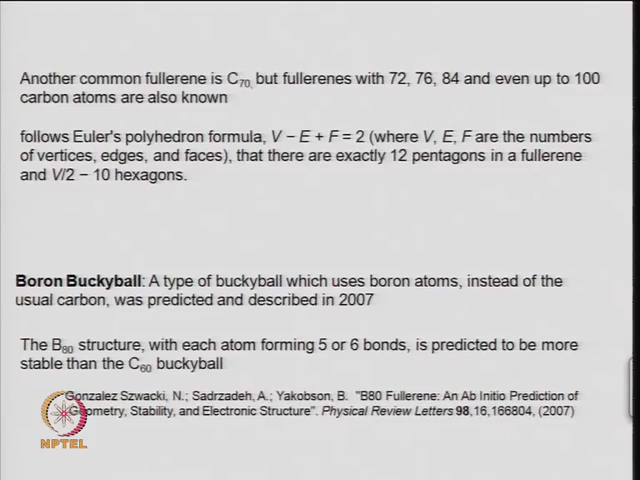 Another common fullerene is C70, but fullerenes with 72, 76, 84 and even up to 100
carbon atoms are also known
follows Euler's polyhedron formula, V − E + F = 2 (where V, E, F are the numbers
of vertices, edges, and faces), that there are exactly 12 pentagons in a fullerene
and V/2 − 10 hexagons.
Boron Buckyball: A type of buckyball which uses boron atoms, instead of the
usual carbon, was predicted and described in 2007
The B80 structure, with each atom forming 5 or 6 bonds, is predicted to be more
stable than the C60 buckyball
Gonzalez Szwacki, N.; Sadrzadeh, A.; Yakobson, B. "B80 Fullerene: An Ab Initio Prediction of
Geometry, Stability, and Electronic Structure". Physical Review Letters 98,16,166804, (2007)
NPTEL